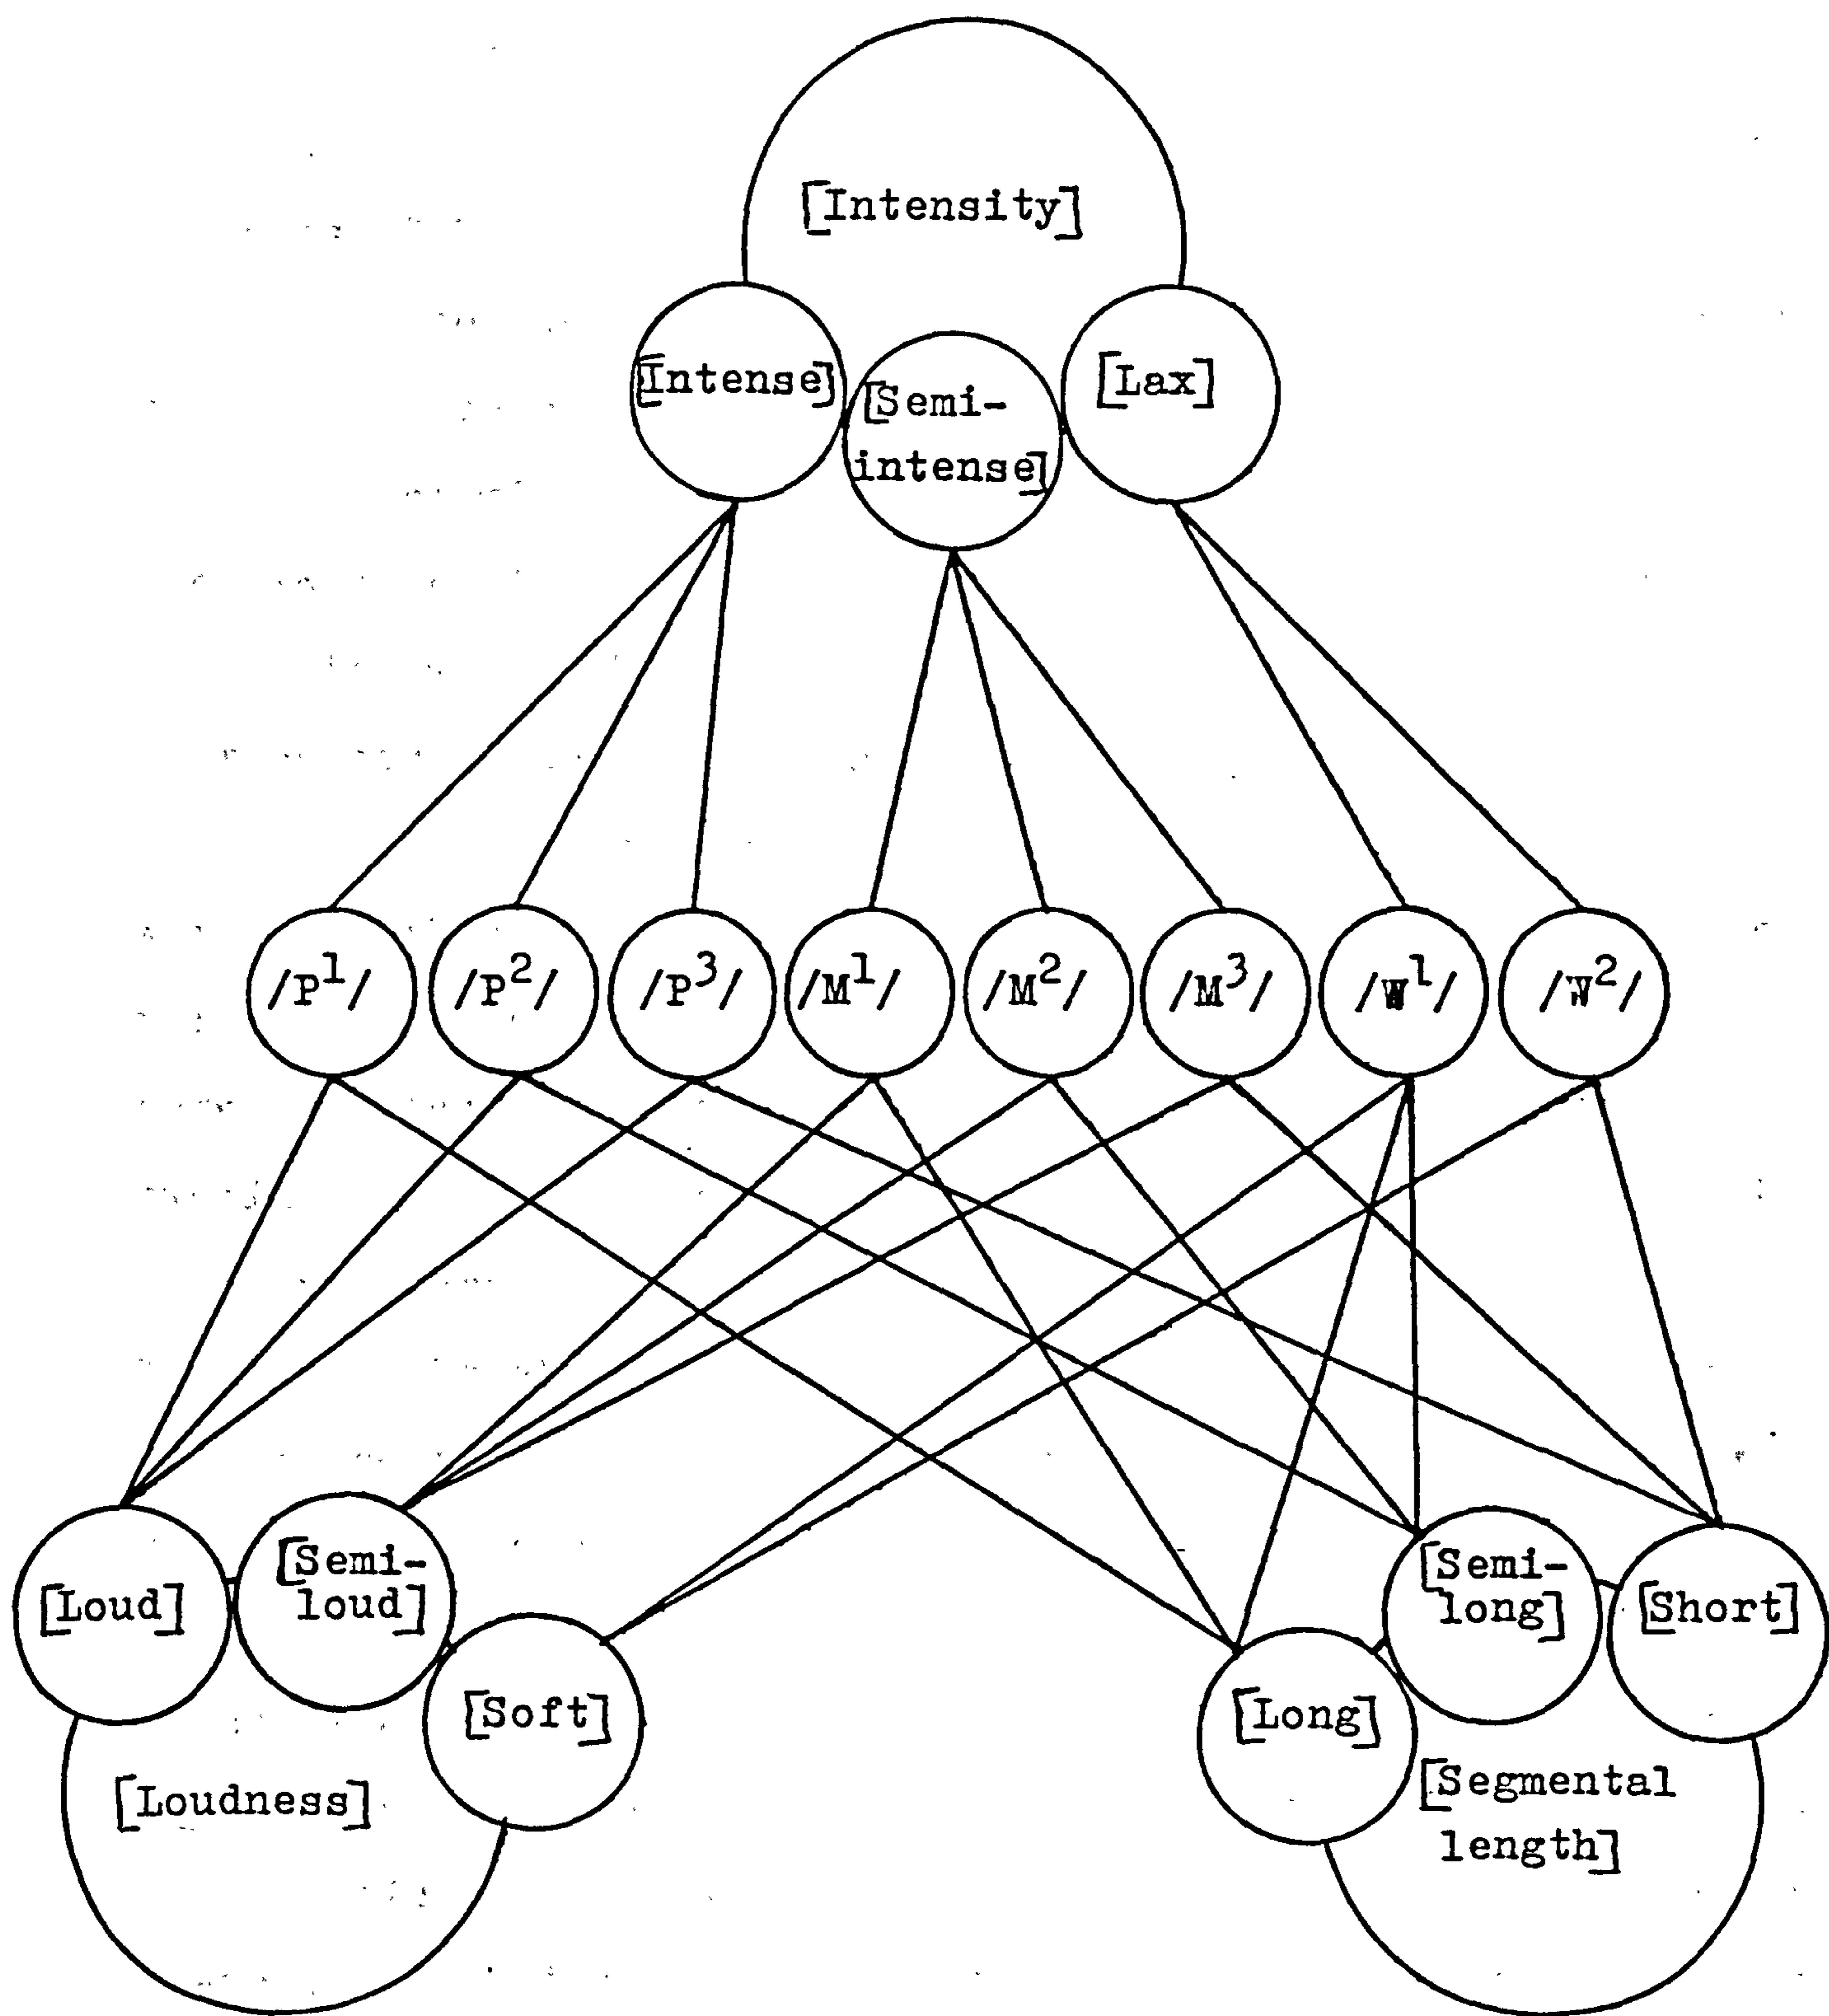 [Intensity]
[Intense]
[Semi-
intense]
[Lax]
/P¹/
/P²/
/P³/
/M¹/
/M²/
/M³/
/W¹/
/W²/
[Loud]
[Semi-
loud]
[Soft]
[Loudness]
[Long]
[Semi-
long]
[Short]
[Segmental
length]